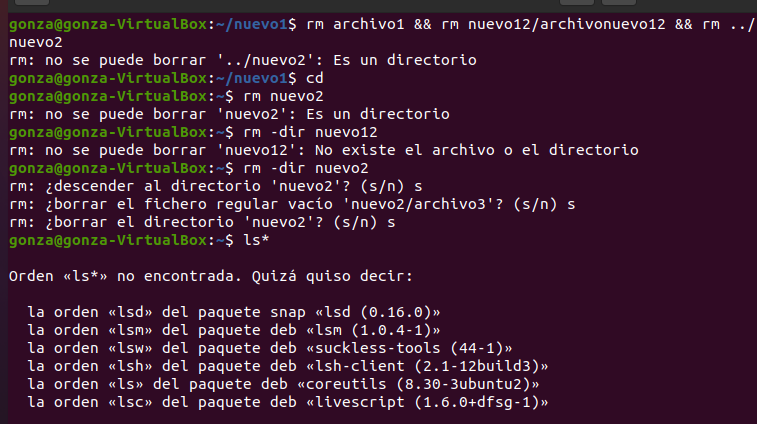 gonza@gonza-VirtualBox:~/nuevo1$ rm archivo1 && rm nuevo12/archivonuevo12 && rm ../
nuevo2
rm: no se puede borrar '../nuevo2': Es un directorio
gonza@gonza-VirtualBox:~/nuevo1$ cd
gonza@gonza-VirtualBox:~$ rm nuevo2
rm: no se puede borrar 'nuevo2': Es un directorio
gonza@gonza-VirtualBox:~$ rm -dir nuevo12
rm: no se puede borrar 'nuevo12': No existe el archivo o el directorio
gonza@gonza-VirtualBox:~$ rm -dir nuevo2
rm: ¿descender al directorio 'nuevo2'? (s/n) s
rm: ¿borrar el fichero regular vacío 'nuevo2/archivo3'? (s/n) s
rm: ¿borrar el directorio 'nuevo2'? (s/n) s
gonza@gonza-VirtualBox:~$ ls*
Orden «ls*» no encontrada. Quizá quiso decir:
la orden «lsd» del paquete snap «lsd (0.16.0)»
la orden «lsm» del paquete deb «lsm (1.0.4-1)»
la orden «lsw» del paquete deb «suckless-tools (44-1)»
la orden «lsh» del paquete deb «lsh-client (2.1-12build3)»
la orden «ls» del paquete deb «coreutils (8.30-3ubuntu2)»
la orden «lsc» del paquete deb «livescript (1.6.0+dfsg-1)»